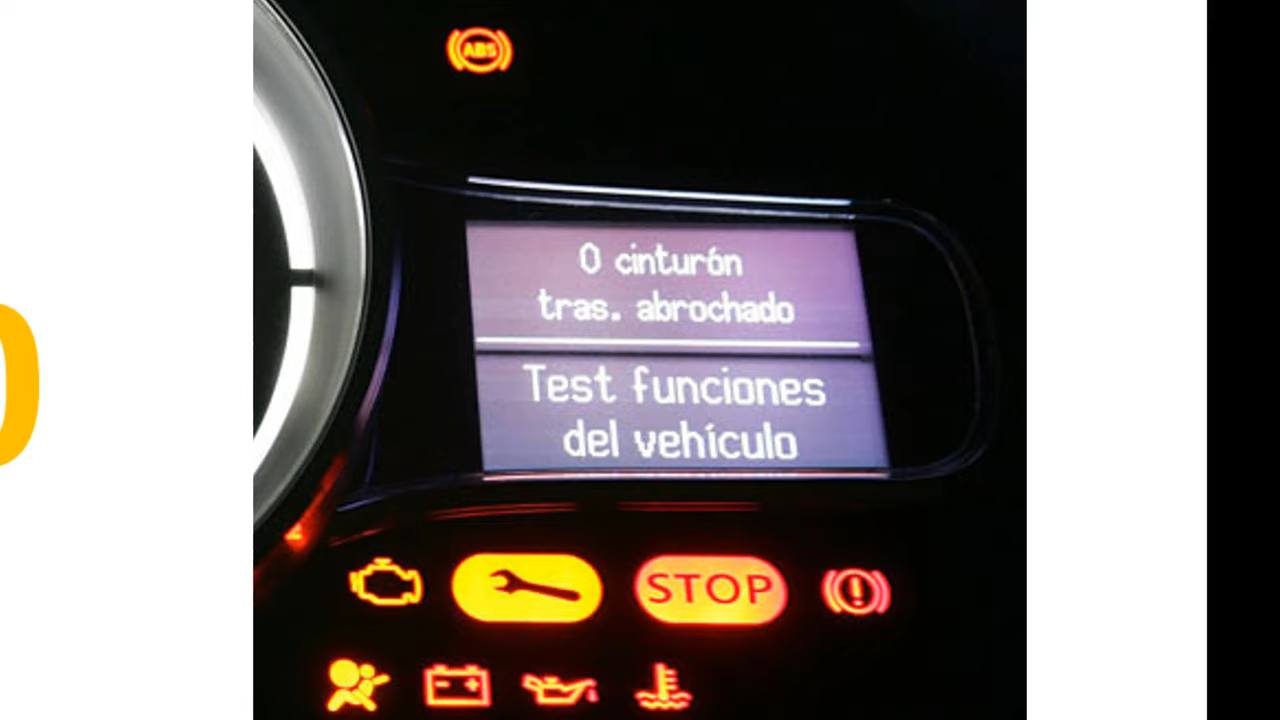 ABS
0 cinturón
tras. abrochado
Test funciones
del vehículo
STOP